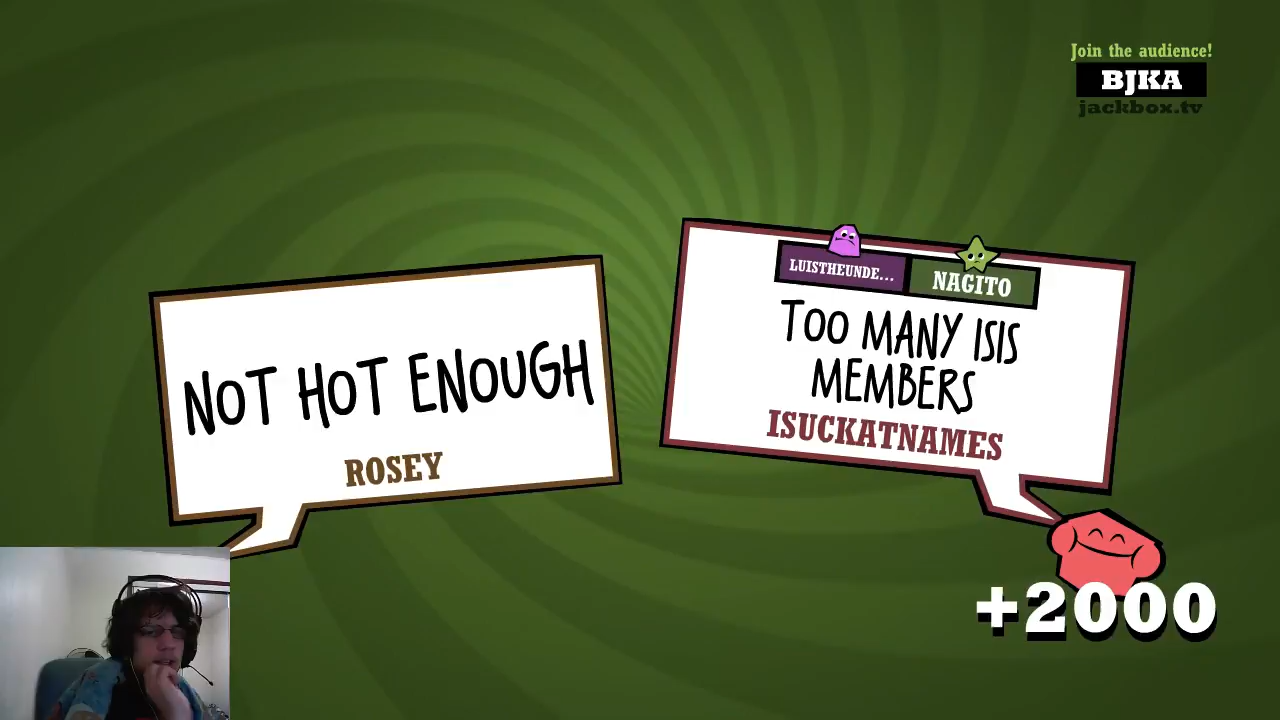 Join the audience!
BJKA
jackbox.tv
LUISTHEUNDE...
NAGITO
NOT HOT ENOUGH
ROSEY
TOO MANY ISIS
MEMBERS
ISUCKATNAMES
+2000